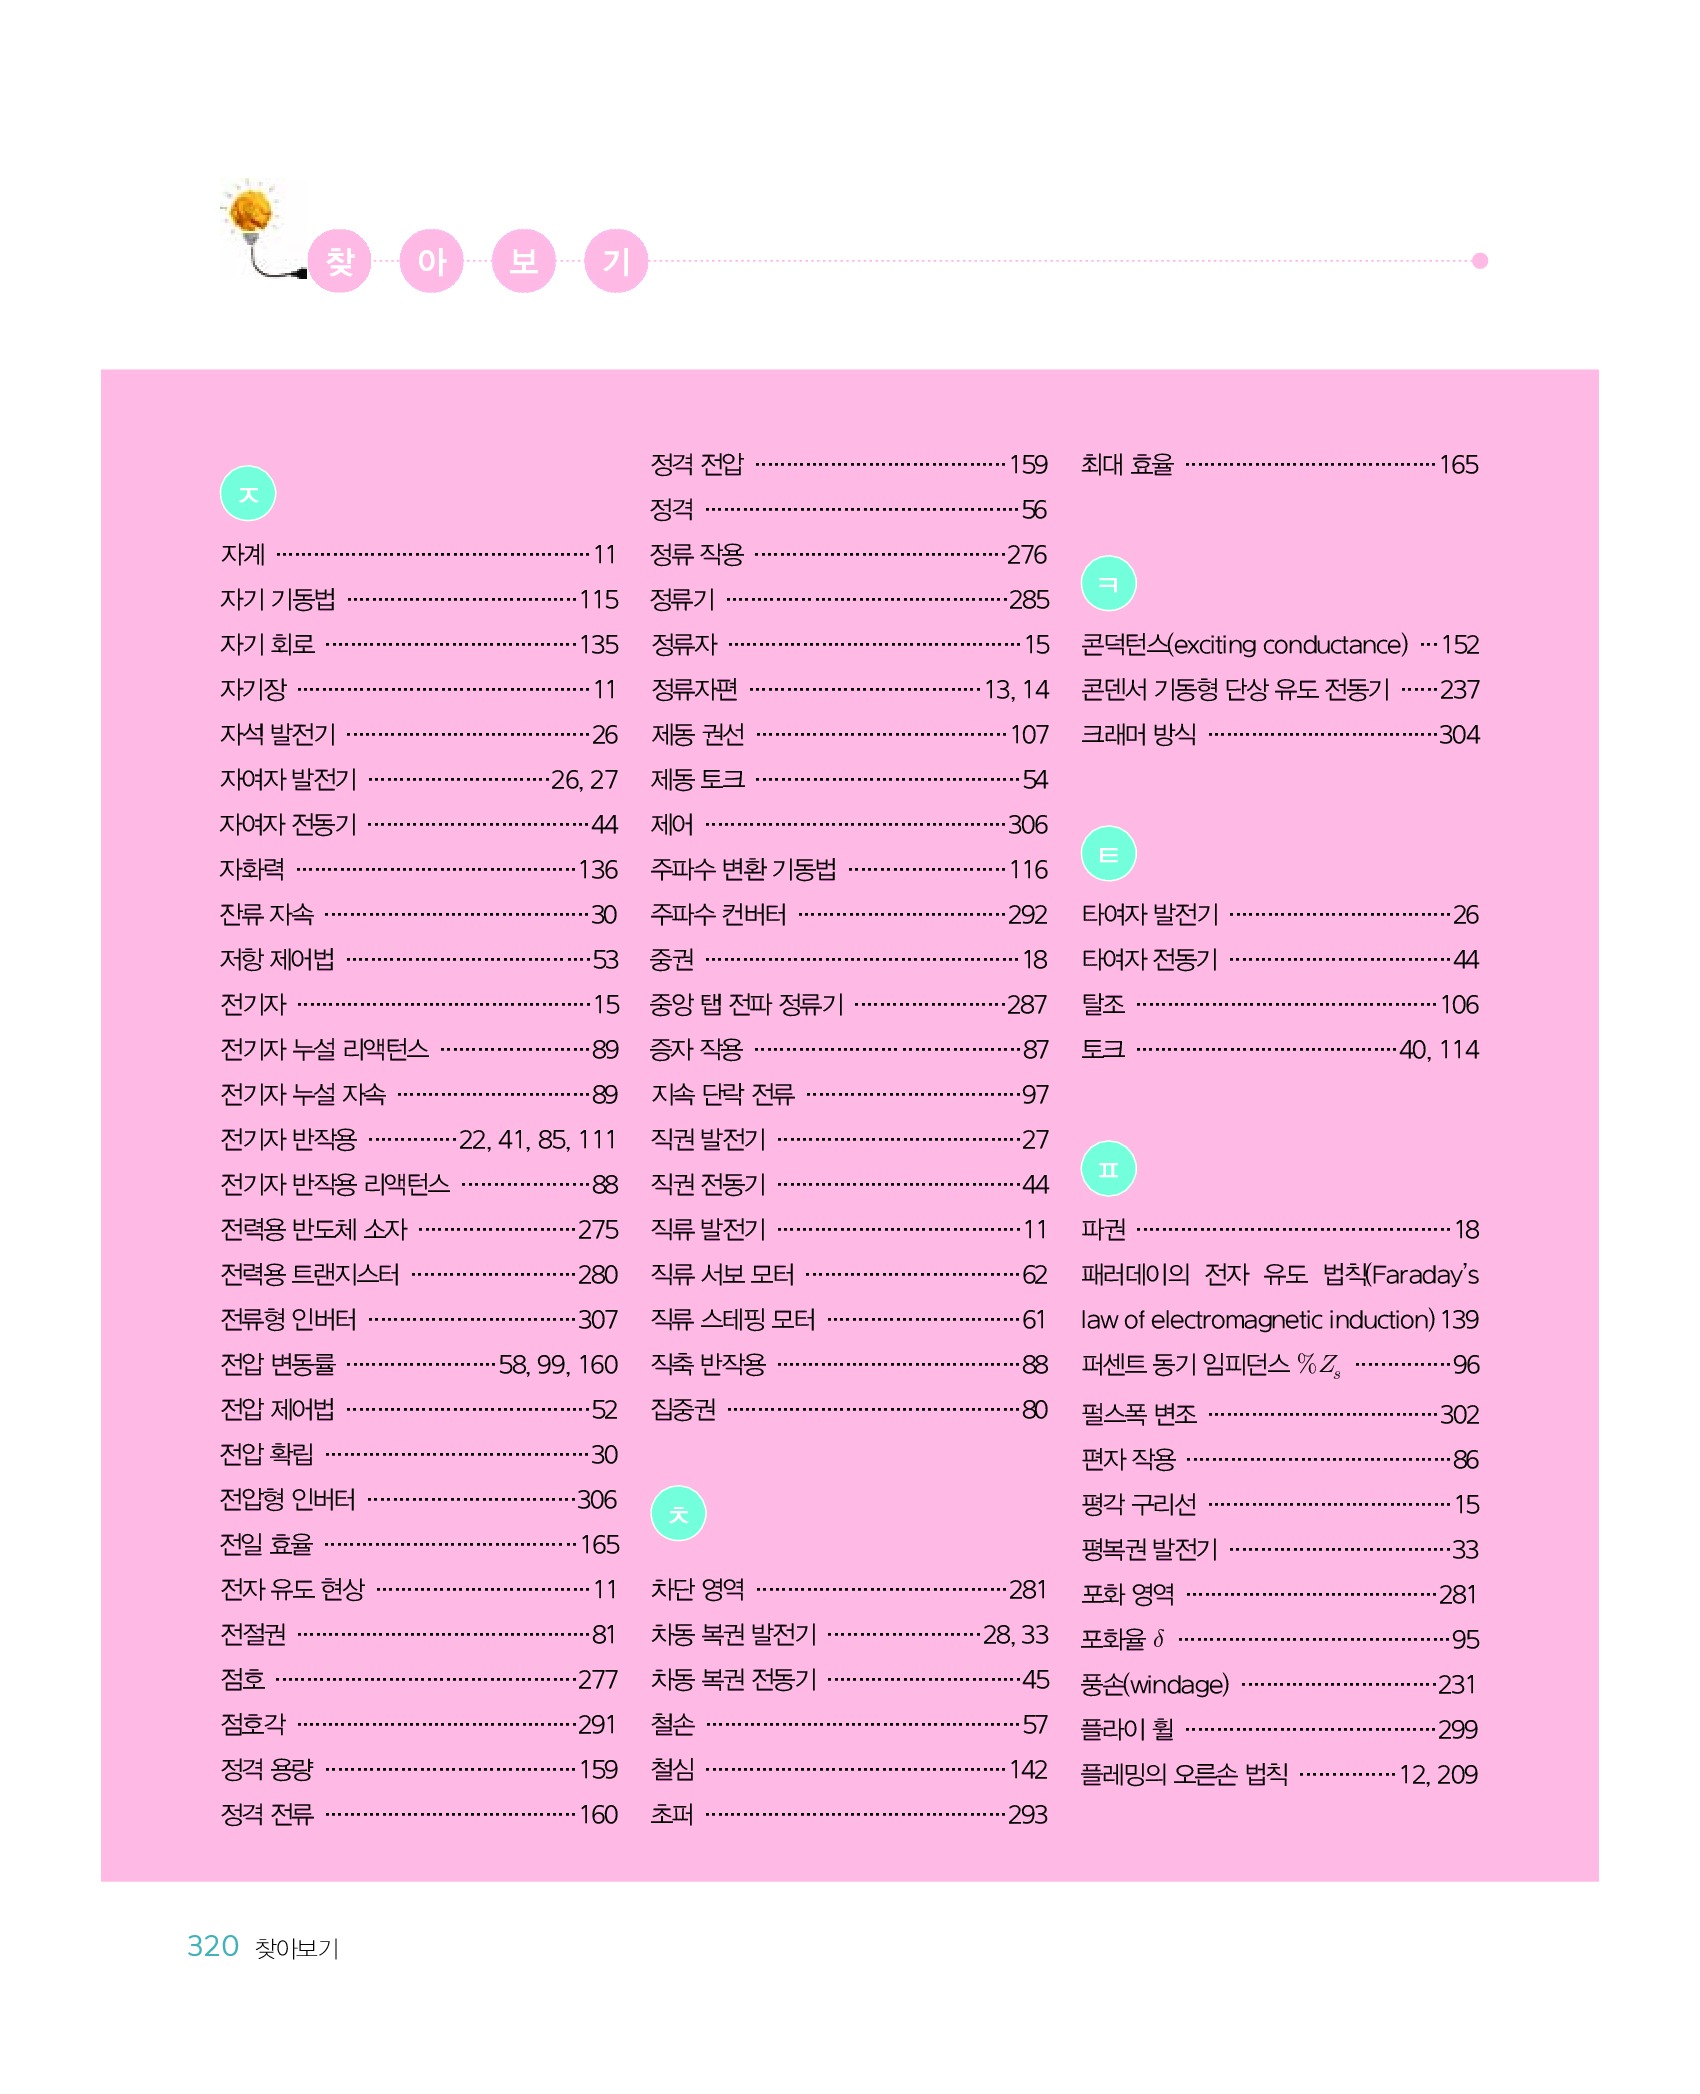 찾 아 보 기
ㅈ
자계 11
자기 기동법 115
자기 회로 135
자기장 11
자석 발전기 26
자여자 발전기 26, 27
자여자 전동기 44
자화력 136
잔류 자속 30
저항 제어법 53
전기자 15
전기자 누설 리액턴스 89
전기자 누설 자속 89
전기자 반작용 22, 41, 85, 111
전기자 반작용 리액턴스 88
전력용 반도체 소자 275
전력용 트랜지스터 280
전류형 인버터 307
전압 변동률 58, 99, 160
전압 제어법 52
전압 확립 30
전압형 인버터 306
전일 효율 165
전자 유도 현상 11
전절권 81
점호 277
점호각 291
정격 용량 159
정격 전류 160
정격 전압 159
정격 56
정류 작용 276
정류기 285
정류자 15
정류자편 13, 14
제동 권선 107
제동 토크 54
제어 306
주파수 변환 기동법 116
주파수 컨버터 292
중권 18
중앙 탭 전파 정류기 287
증자 작용 87
지속 단락 전류 97
직권 발전기 27
직권 전동기 44
직류 발전기 11
직류 서보 모터 62
직류 스테핑 모터 61
직축 반작용 88
집중권 80
ㅊ
차단 영역 281
차동 복권 발전기 28, 33
차동 복권 전동기 45
철손 57
철심 142
초퍼 293
최대 효율 165
ㅋ
콘덕턴스(exciting conductance) 152
콘덴서 기동형 단상 유도 전동기 237
크래머 방식 304
ㅌ
타여자 발전기 26
타여자 전동기 44
탈조 106
토크 40, 114
ㅍ
파권 18
패러데이의 전자 유도 법칙(Faraday's
law of electromagnetic induction) 139
퍼센트 동기 임피던스 %Zs 96
펄스폭 변조 302
편자 작용 86
평각 구리선 15
평복권 발전기 33
포화 영역 281
포화율 δ 95
풍손(windage) 231
플라이 휠 299
플레밍의 오른손 법칙 12, 209
320 찾아보기